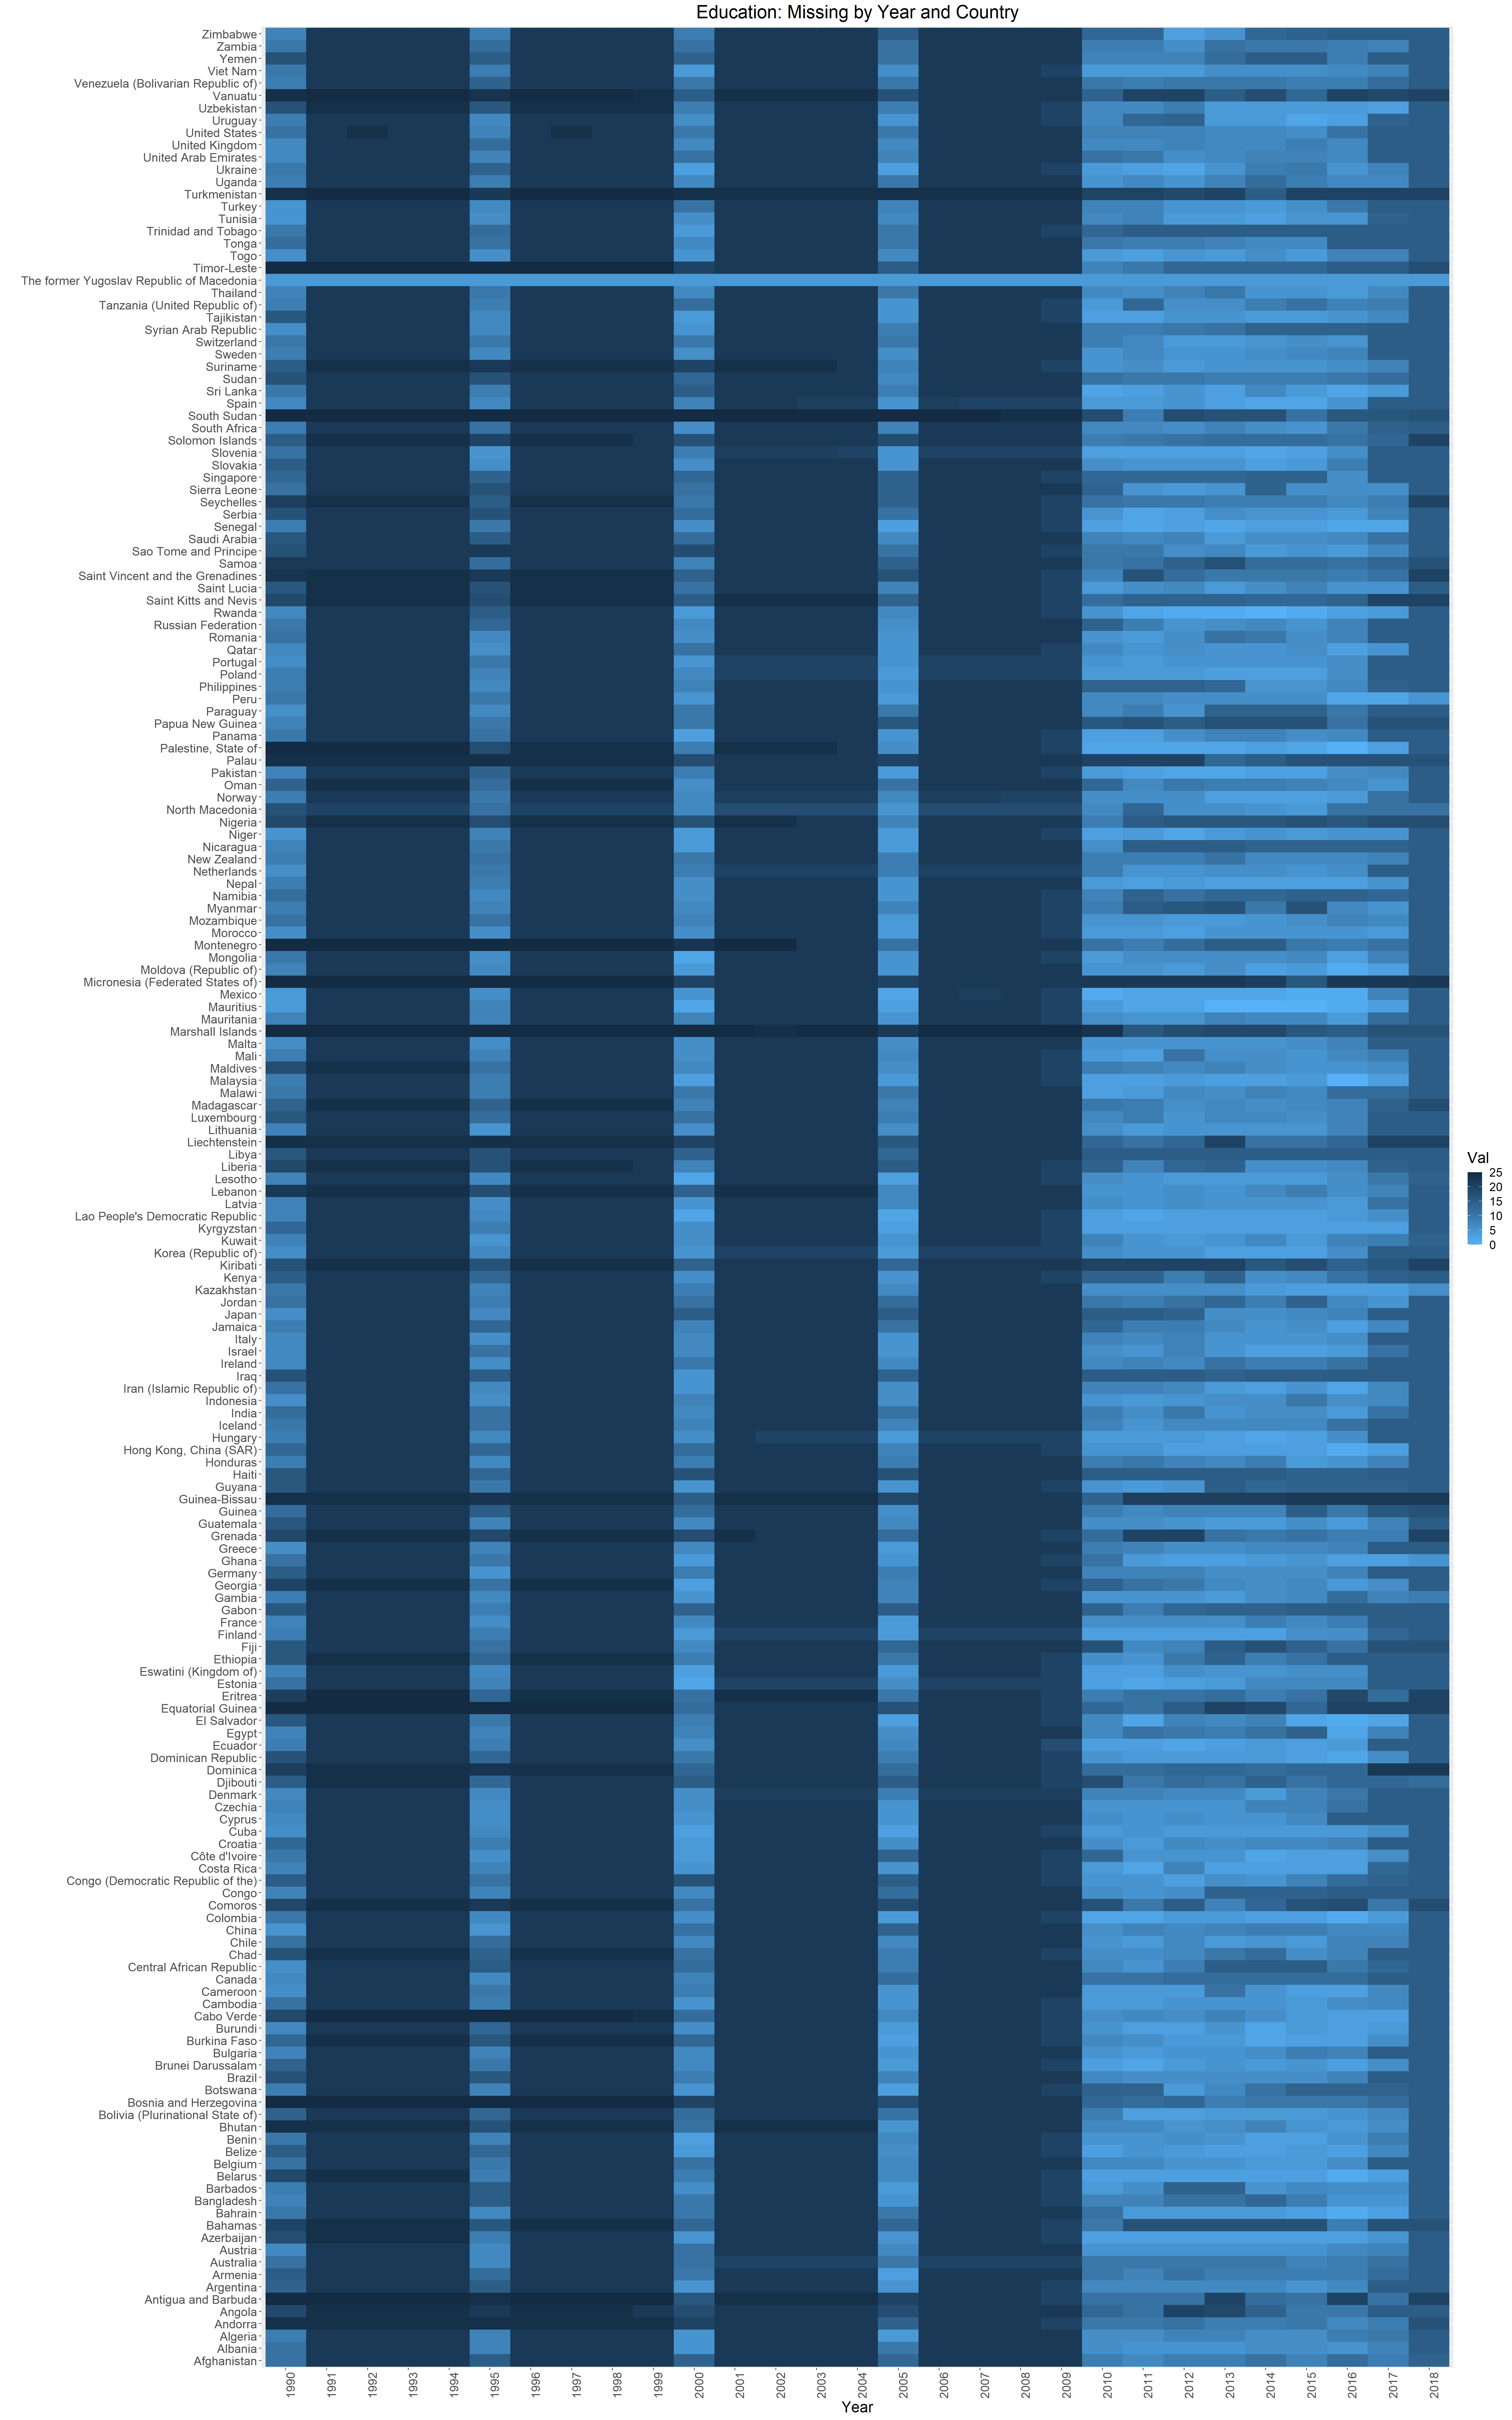 Education: Missing by Year and Country
Zimbabwe
Zambia
Yemen
Viet Nam
Venezuela (Bolivarian Republic of)
Vanuatu
Uzbekistan
Uruguay
United States
United Kingdom
United Arab Emirates
Ukraine
Uganda
Turkmenistan
Turkey
Tunisia
Trinidad and Tobago
Tonga
Togo
Timor-Leste
The former Yugoslav Republic of Macedonia
Thailand
Tanzania (United Republic of)
Tajikistan
Syrian Arab Republic
Switzerland
Sweden
Suriname
Sudan
Sri Lanka
Spain
South Sudan
South Africa
Solomon Islands
Slovenia
Slovakia
Singapore
Sierra Leone
Seychelles
Serbia
Senegal
Saudi Arabia
Sao Tome and Principe
Samoa
Saint Vincent and the Grenadines
Saint Lucia
Saint Kitts and Nevis
Rwanda
Russian Federation
Romania
Qatar
Portugal
Poland
Philippines
Peru
Paraguay
Papua New Guinea
Panama
Palestine, State of
Palau
Pakistan
Oman
Norway
North Macedonia
Nigeria
Niger
Nicaragua
New Zealand
Netherlands
Nepal
Namibia
Myanmar
Mozambique
Morocco
Montenegro
Mongolia
Moldova (Republic of)
Micronesia (Federated States of)
Mexico
Mauritius
Mauritania
Marshall Islands
Malta
Mali
Maldives
Malaysia
Malawi
Madagascar
Luxembourg
Lithuania
Liechtenstein
Libya
Liberia
Lesotho
Lebanon
Latvia
Lao People's Democratic Republic
Kyrgyzstan
Kuwait
Korea (Republic of)
Kiribati
Kenya
Kazakhstan
Jordan
Japan
Jamaica
Italy
Israel
Ireland
Iraq
Iran (Islamic Republic of)
Indonesia
India
Iceland
Hungary
Hong Kong, China (SAR)
Honduras
Haiti
Guyana
Guinea-Bissau
Guinea
Guatemala
Grenada
Greece
Ghana
Germany
Georgia
Gambia
Gabon
France
Finland
Fiji
Ethiopia
Eswatini (Kingdom of)
Estonia
Eritrea
Equatorial Guinea
El Salvador
Egypt
Ecuador
Dominican Republic
Dominica
Djibouti
Denmark
Czechia
Cyprus
Cuba
Croatia
Côte d'Ivoire
Costa Rica
Congo (Democratic Republic of the)
Congo
Comoros
Colombia
China
Chile
Chad
Central African Republic
Canada
Cameroon
Cambodia
Cabo Verde
Burundi
Burkina Faso
Bulgaria
Brunei Darussalam
Brazil
Botswana
Bosnia and Herzegovina
Bolivia (Plurinational State of)
Bhutan
Benin
Belize
Belgium
Belarus
Barbados
Bangladesh
Bahrain
Bahamas
Azerbaijan
Austria
Australia
Armenia
Argentina
Antigua and Barbuda
Angola
Andorra
Algeria
Albania
Afghanistan
1990
1991
1992
1993
1994
1995
1996
1997
1998
1999
2000
2001
2002
2003
2004
2005
2006
2007
2008
2009
2010
2011
2012
2013
2014
2015
2016
2017
2018
Year
Val
25
20
15
10
5
0